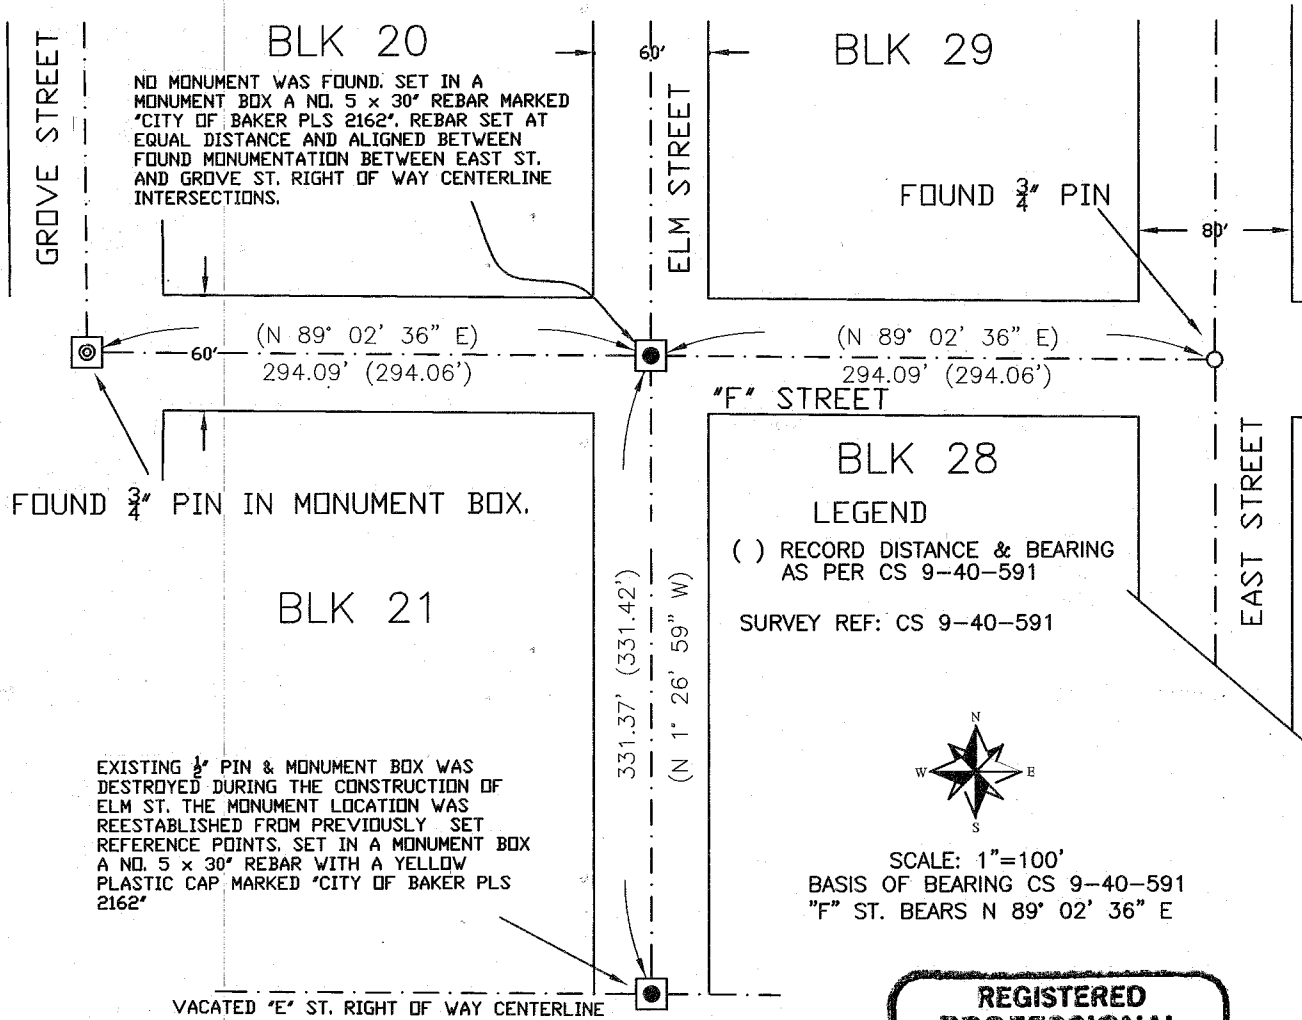 BLK 20
60'
BLK 29
GROVE STREET
NO MONUMENT WAS FOUND. SET IN A
MONUMENT BOX A NO. 5 x 30" REBAR MARKED
"CITY OF BAKER PLS 2162". REBAR SET AT
EQUAL DISTANCE AND ALIGNED BETWEEN
FOUND MONUMENTATION BETWEEN EAST ST.
AND GROVE ST. RIGHT OF WAY CENTERLINE
INTERSECTIONS.
ELM STREET
FOUND 3/4" PIN
80'
(N 89° 02' 36" E)
60'
294.09' (294.06')
(N 89° 02' 36" E)
294.09' (294.06')
"F" STREET
FOUND 3/4" PIN IN MONUMENT BOX.
BLK 28
LEGEND
( ) RECORD DISTANCE & BEARING
AS PER CS 9-40-591
SURVEY REF: CS 9-40-591
EAST STREET
BLK 21
331.37' (331.42')
(N 1° 26' 59" W)
EXISTING 1/2" PIN & MONUMENT BOX WAS
DESTROYED DURING THE CONSTRUCTION OF
ELM ST. THE MONUMENT LOCATION WAS
REESTABLISHED FROM PREVIOUSLY SET
REFERENCE POINTS. SET IN A MONUMENT BOX
A NO. 5 x 30" REBAR WITH A YELLOW
PLASTIC CAP MARKED "CITY OF BAKER PLS
2162"
N
W E
S
SCALE: 1"=100'
BASIS OF BEARING CS 9-40-591
"F" ST. BEARS N 89° 02' 36" E
VACATED "E" ST. RIGHT OF WAY CENTERLINE
REGISTERED
PROFESSIONAL